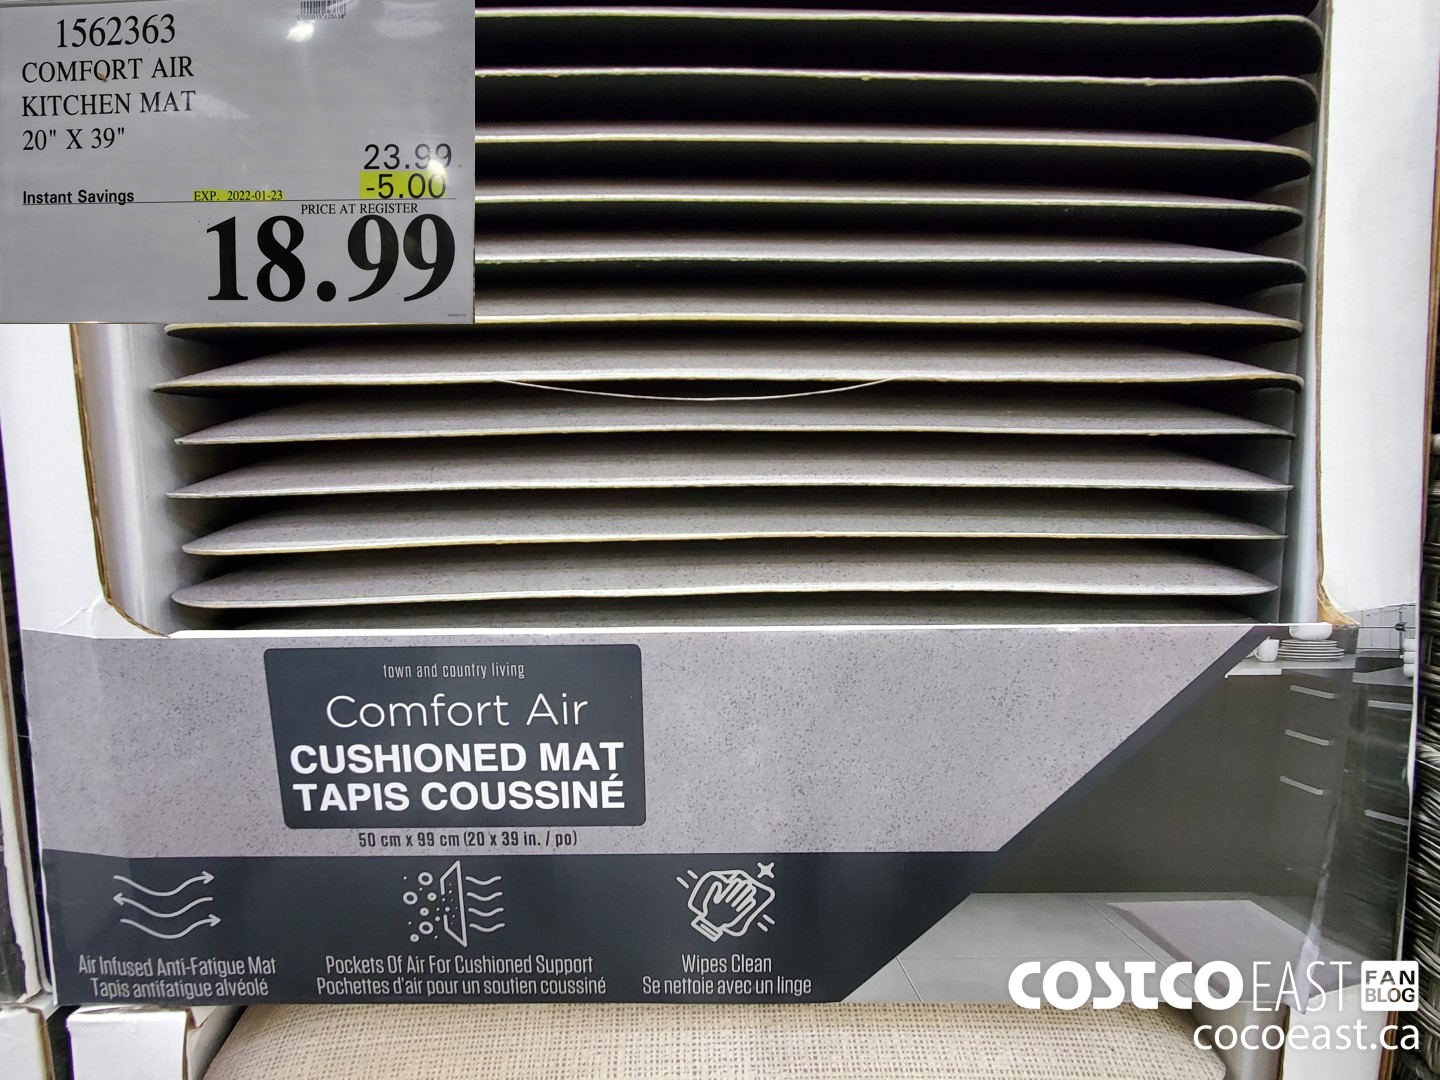 1562363
COMFORT AIR
KITCHEN MAT
20" X 39"
23.99
-5.00
Instant Savings EXP. 2022-01-23
PRICE AT REGISTER
18.99
town and country living
Comfort Air
CUSHIONED MAT
TAPIS COUSSINÉ
50 cm x 99 cm (20 x 39 in. / po)
Air Infused Anti-Fatigue Mat
Tapis antifatigue alvéolé
Pockets Of Air For Cushioned Support
Pochettes d'air pour un soutien coussiné
Wipes Clean
Se nettoie avec un linge
COSTCO EAST FAN BLOG
cocoeast.ca